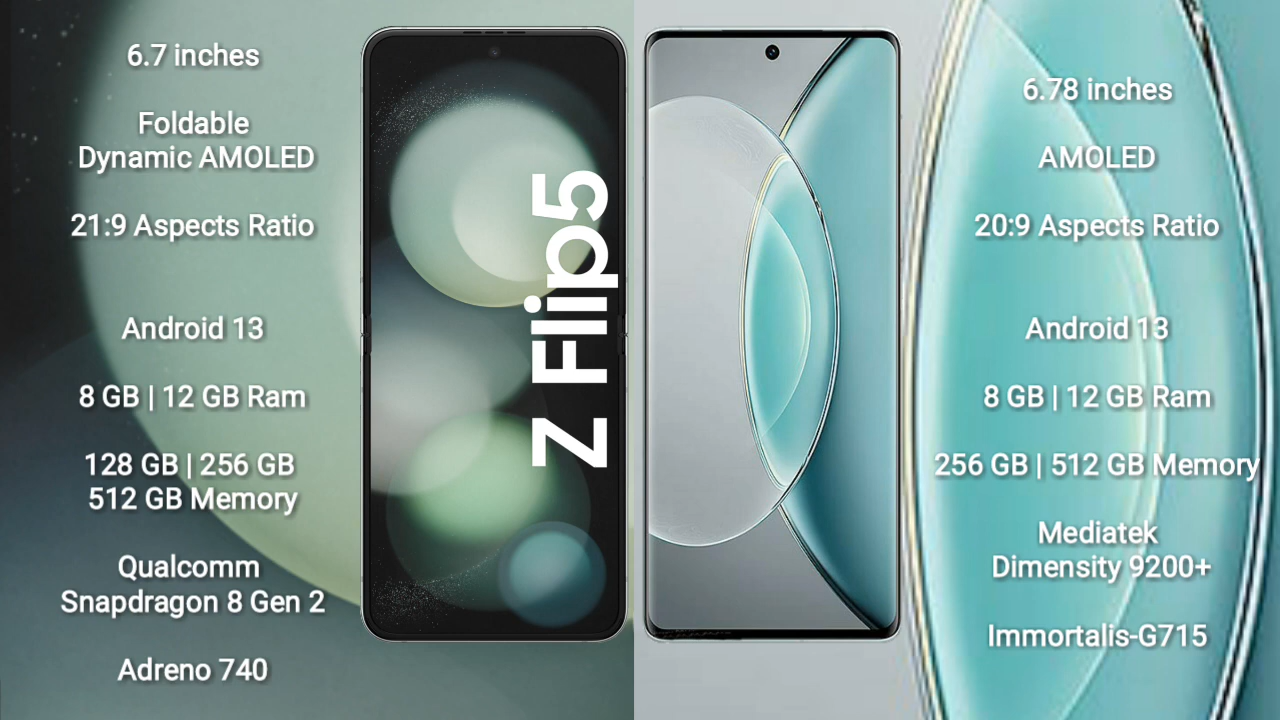 6.7 inches
Foldable
Dynamic AMOLED
21:9 Aspects Ratio
Android 13
8 GB | 12 GB Ram
128 GB | 256 GB
512 GB Memory
Qualcomm
Snapdragon 8 Gen 2
Adreno 740
Z Flip5
6.78 inches
AMOLED
20:9 Aspects Ratio
Android 13
8 GB | 12 GB Ram
256 GB | 512 GB Memory
Mediatek
Dimensity 9200+
Immortalis-G715